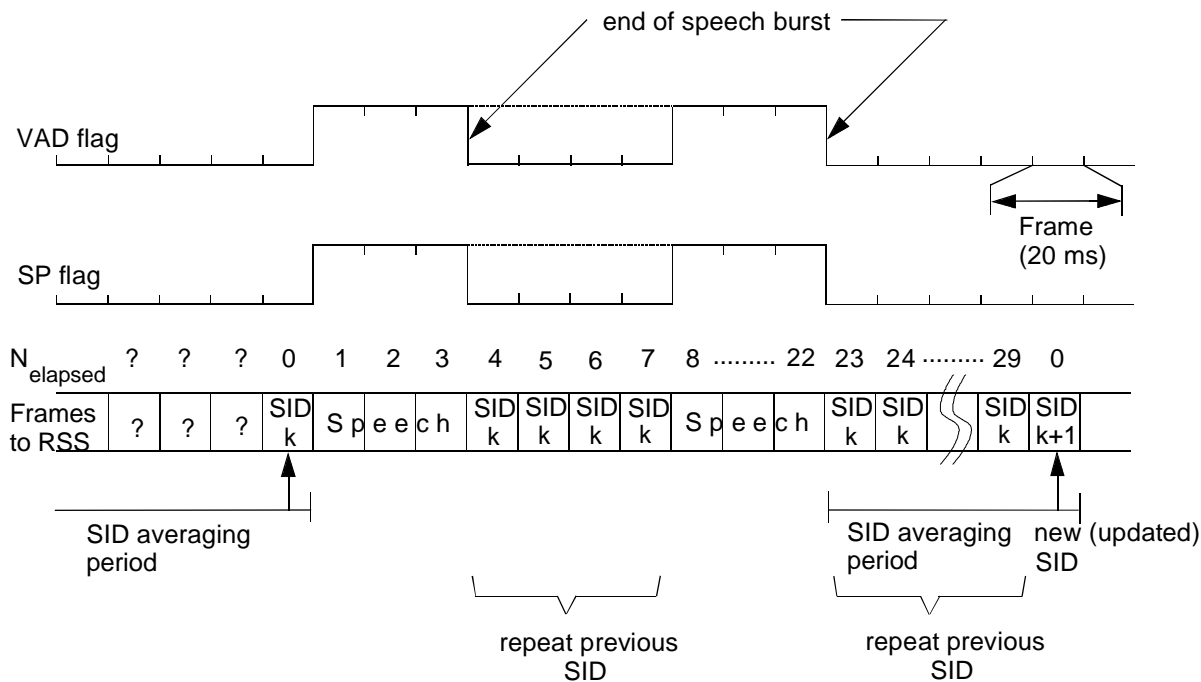 end of speech burst
VAD flag
Frame
(20 ms)
SP flag
N elapsed ? ? ? 0 1 2 3 4 5 6 7 8 ......... 22 23 24 ......... 29 0
Frames to RSS ? ? ? SID k Speech SID k SID k SID k SID k Speech SID k SID k SID k SID k+1
SID averaging period
SID averaging period
new (updated) SID
repeat previous SID
repeat previous SID